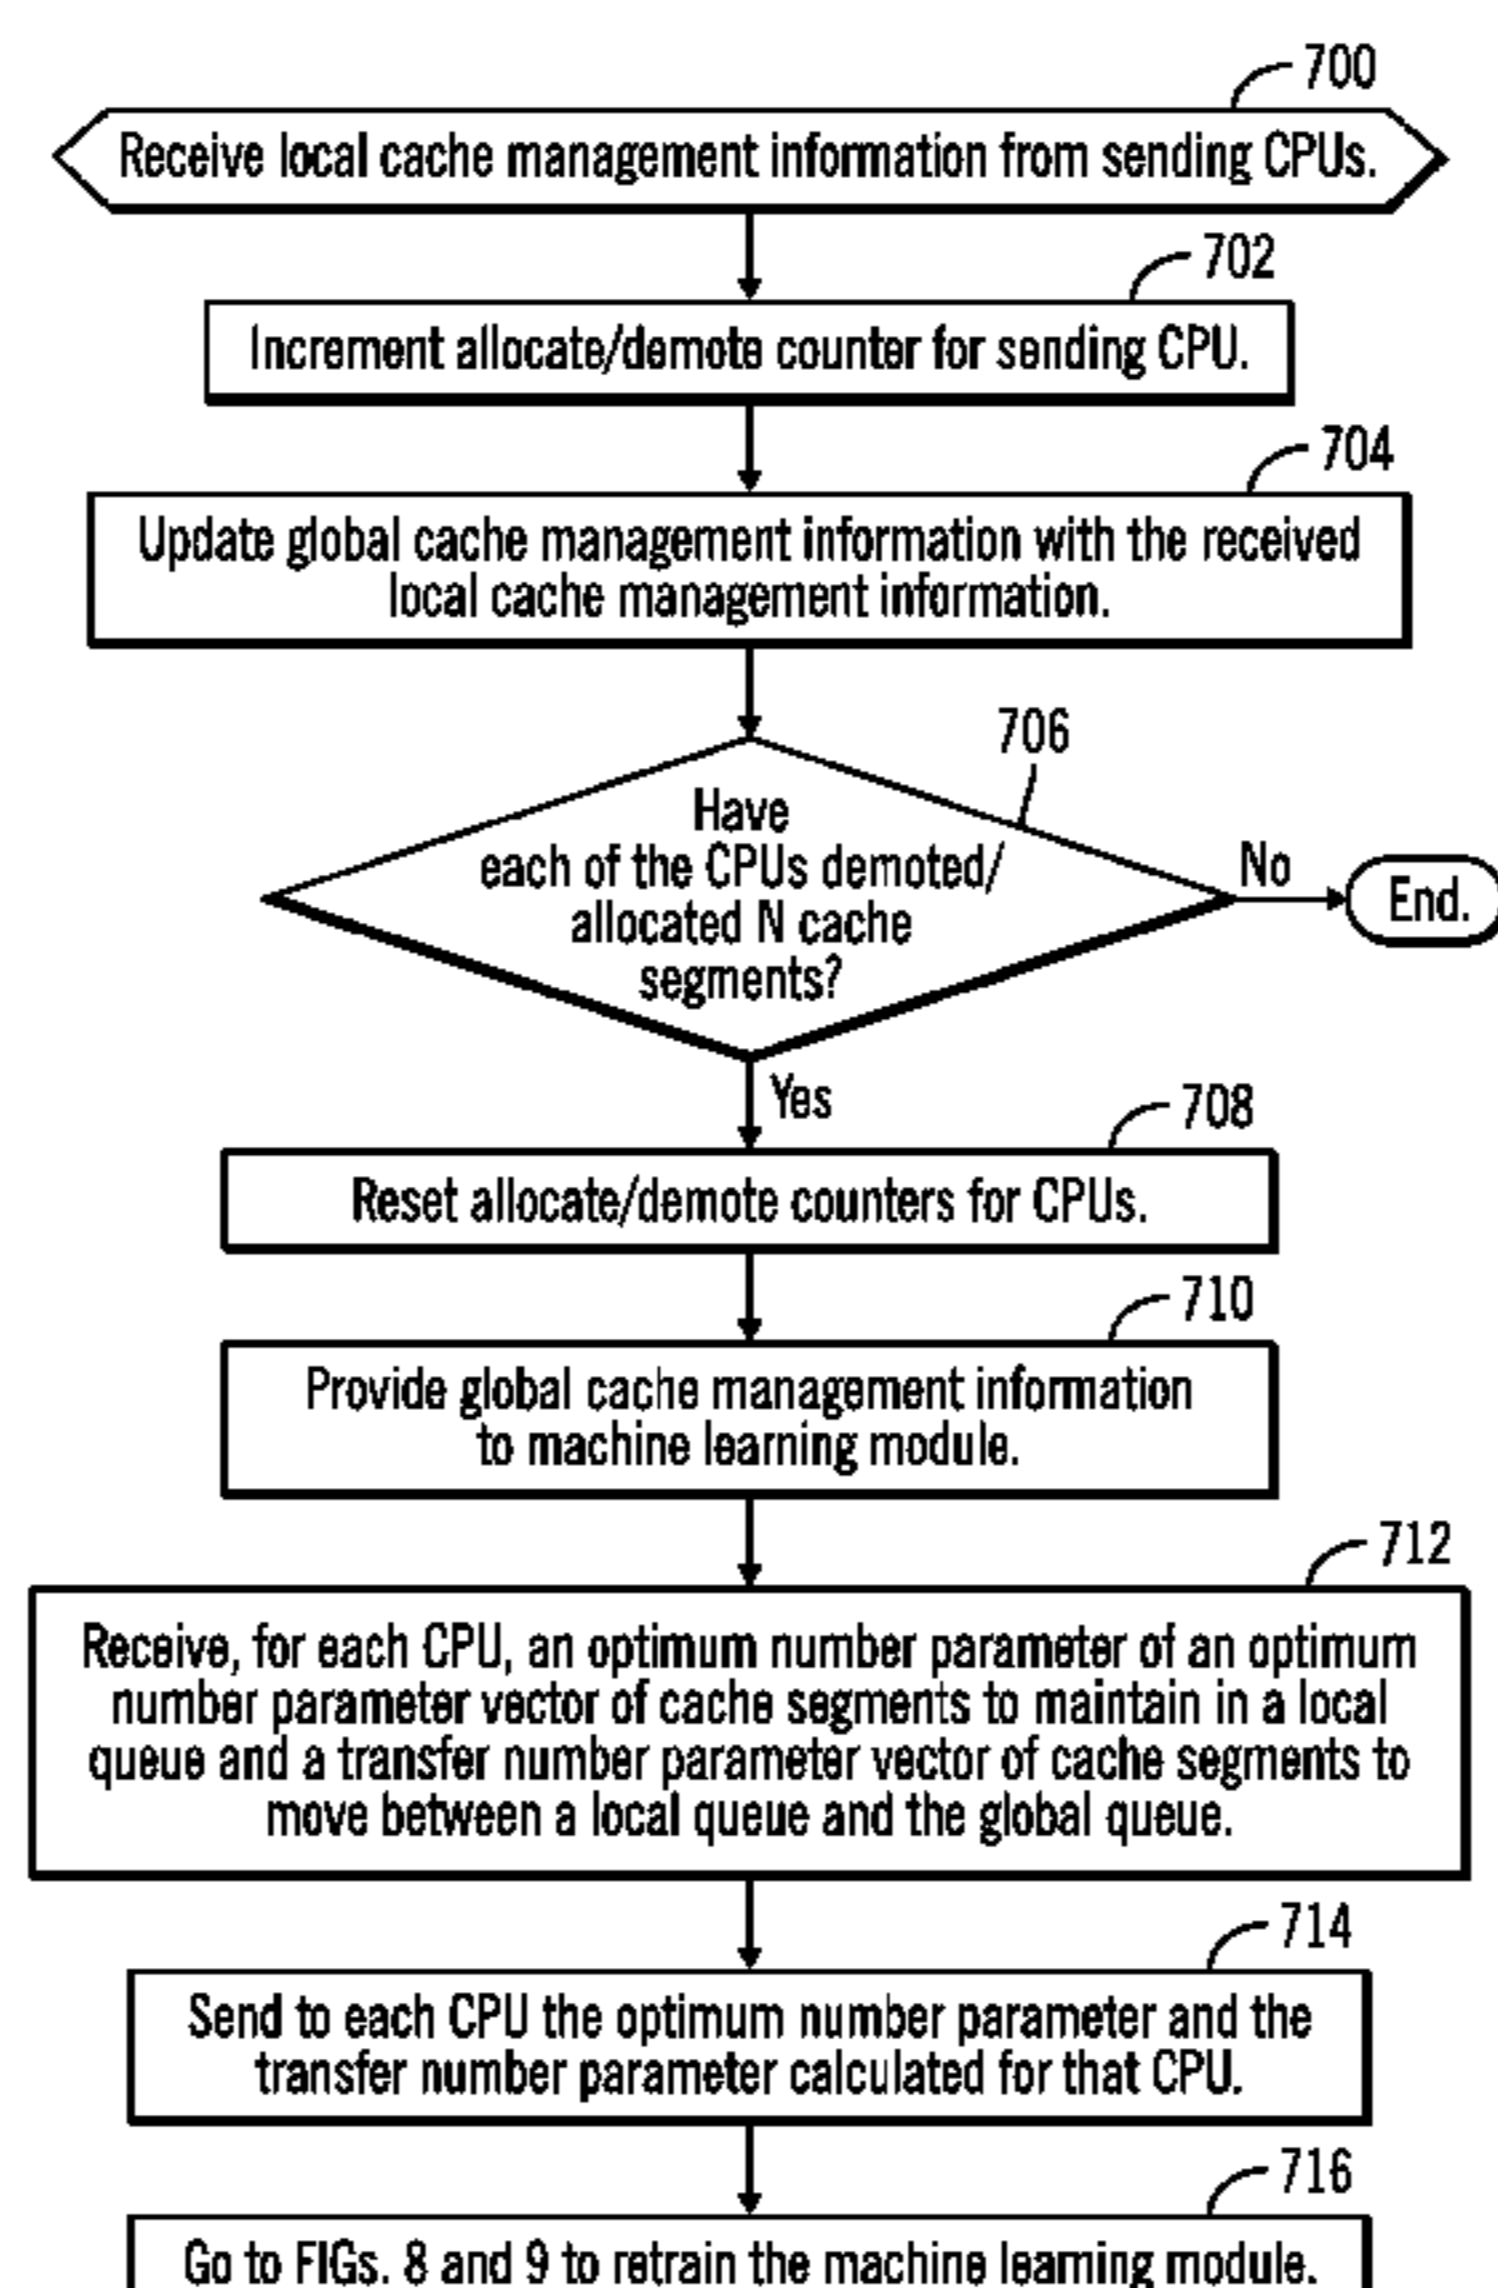 700
Receive local cache management information from sending CPUs.
702
Increment allocate/demote counter for sending CPU.
704
Update global cache management information with the received
local cache management information.
706
Have
each of the CPUs demoted/
allocated N cache
segments?
No
End.
Yes
708
Reset allocate/demote counters for CPUs.
710
Provide global cache management information
to machine learning module.
712
Receive, for each CPU, an optimum number parameter of an optimum
number parameter vector of cache segments to maintain in a local
queue and a transfer number parameter vector of cache segments to
move between a local queue and the global queue.
714
Send to each CPU the optimum number parameter and the
transfer number parameter calculated for that CPU.
716
Go to FIGs. 8 and 9 to retrain the machine learning module.